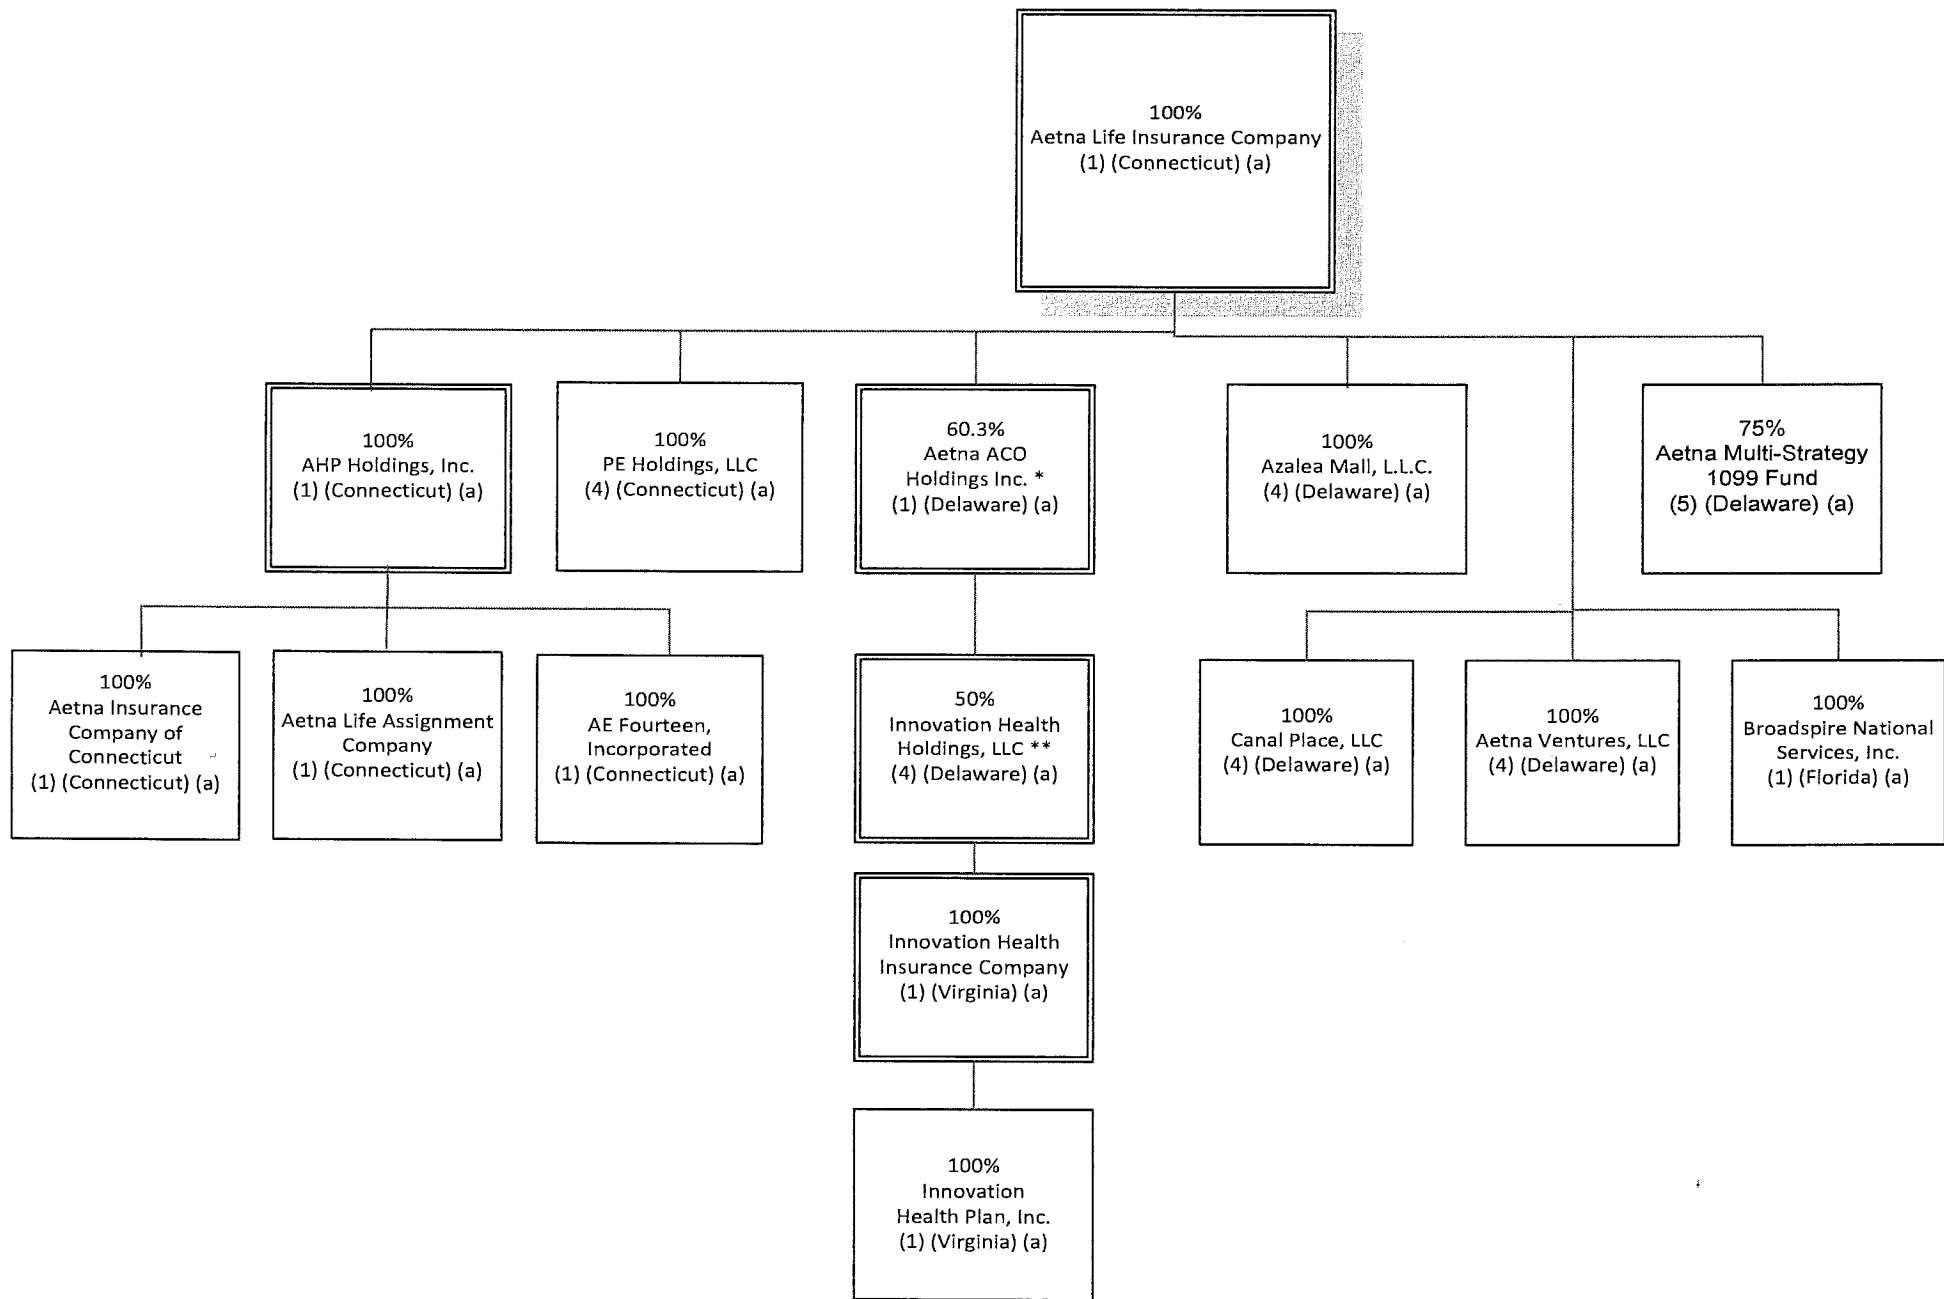 100%
Aetna Life Insurance Company
(1) (Connecticut) (a)
100%
AHP Holdings, Inc.
(1) (Connecticut) (a)
100%
PE Holdings, LLC
(4) (Connecticut) (a)
60.3%
Aetna ACO
Holdings Inc. *
(1) (Delaware) (a)
100%
Azalea Mall, L.L.C.
(4) (Delaware) (a)
75%
Aetna Multi-Strategy
1099 Fund
(5) (Delaware) (a)
100%
Aetna Insurance
Company of
Connecticut
(1) (Connecticut) (a)
100%
Aetna Life Assignment
Company
(1) (Connecticut) (a)
100%
AE Fourteen,
Incorporated
(1) (Connecticut) (a)
50%
Innovation Health
Holdings, LLC **
(4) (Delaware) (a)
100%
Canal Place, LLC
(4) (Delaware) (a)
100%
Aetna Ventures, LLC
(4) (Delaware) (a)
100%
Broadspire National
Services, Inc.
(1) (Florida) (a)
100%
Innovation Health
Insurance Company
(1) (Virginia) (a)
100%
Innovation
Health Plan, Inc.
(1) (Virginia) (a)